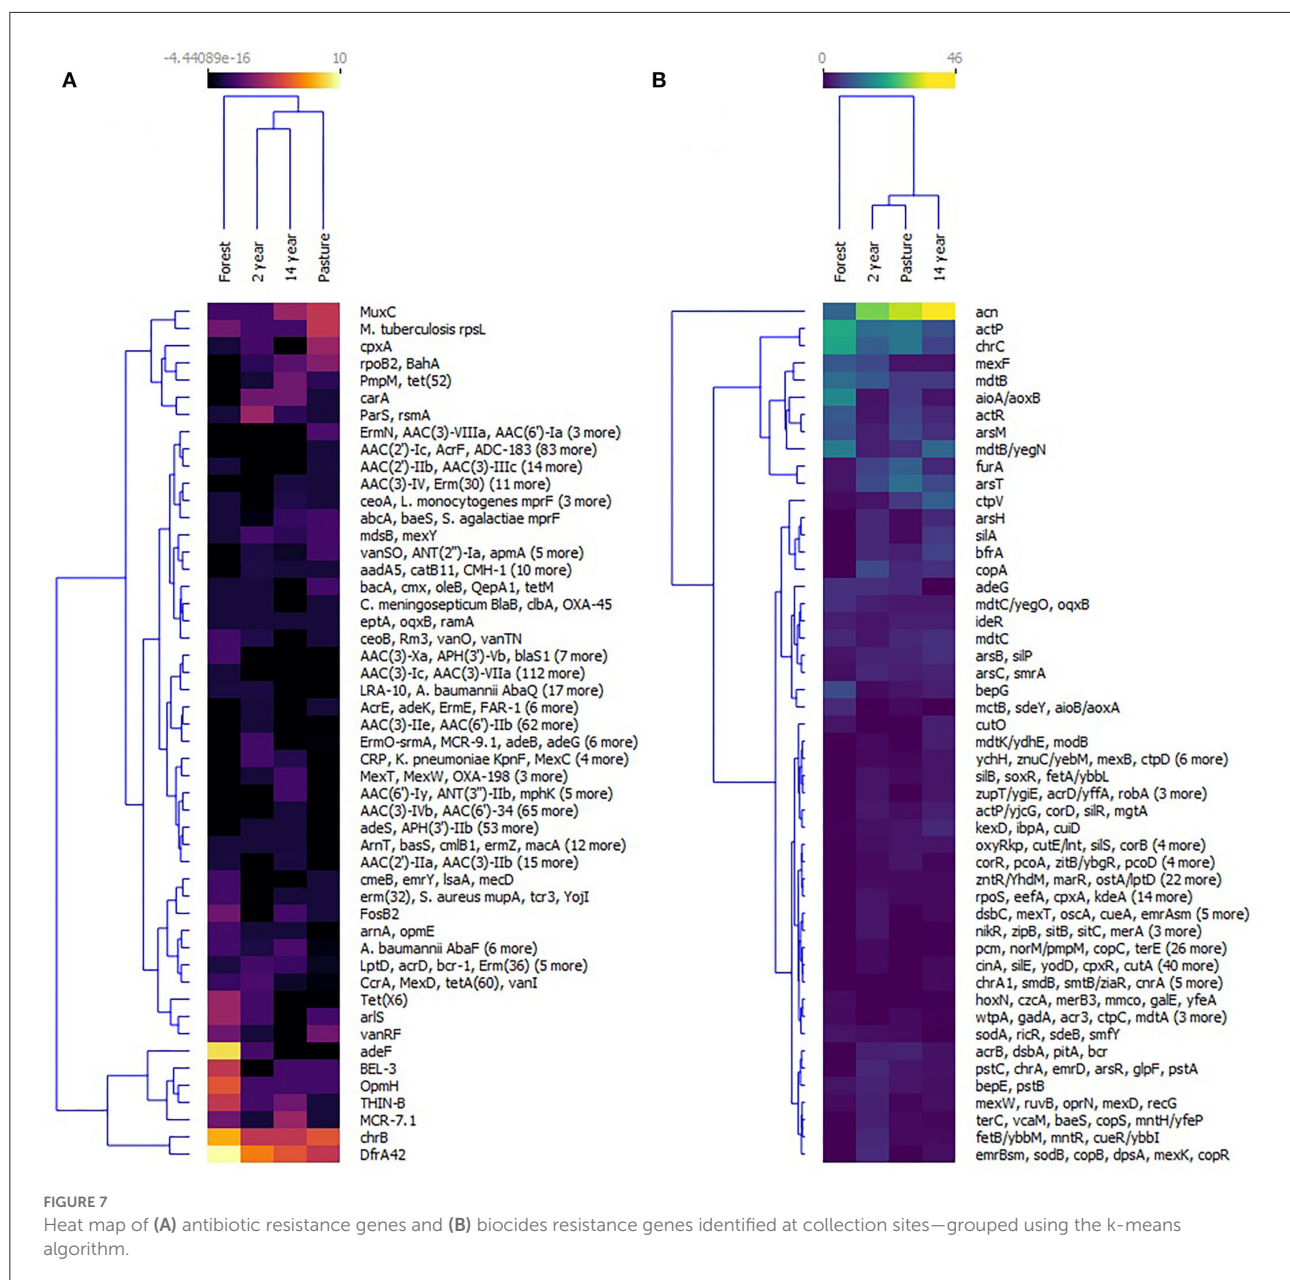 -4.44089e-16 10
A
Forest
2 year
14 year
Pasture
MuxC
M. tuberculosis rpsL
cpxA
rpoB2, BahA
PmpM, tet(52)
carA
ParS, rsmA
ErmN, AAC(3)-VIIIa, AAC(6')-Ia (3 more)
AAC(2')-Ic, AcrF, ADC-183 (83 more)
AAC(2')-IIb, AAC(3)-IIIc (14 more)
AAC(3)-IV, Erm(30) (11 more)
ceoA, L. monocytogenes mprF (3 more)
abcA, baeS, S. agalactiae mprF
mdsB, mexY
vanSO, ANT(2'')-Ia, apmA (5 more)
aadA5, catB11, CMH-1 (10 more)
bacA, cmx, oleB, QepA1, tetM
C. meningosepticum BlaB, clbA, OXA-45
eptA, oqxB, ramA
ceoB, Rm3, vanO, vanTN
AAC(3)-Xa, APH(3')-Vb, blaS1 (7 more)
AAC(3)-Ic, AAC(3)-VIIa (112 more)
LRA-10, A. baumannii AbaQ (17 more)
AcrE, adeK, ErmE, FAR-1 (6 more)
AAC(3)-IIe, AAC(6')-IIb (62 more)
ErmO-srmA, MCR-9.1, adeB, adeG (6 more)
CRP, K. pneumoniae KpnF, MexC (4 more)
MexT, MexW, OXA-198 (3 more)
AAC(6')-Iy, ANT(3'')-IIb, mphK (5 more)
AAC(3)-IVb, AAC(6')-34 (65 more)
adeS, APH(3')-IIb (53 more)
ArnT, basS, cmlB1, ermZ, macA (12 more)
AAC(2')-IIa, AAC(3)-IIb (15 more)
cmeB, emrY, lsaA, mecD
erm(32), S. aureus mupA, tcr3, YojI
FosB2
arnA, opmE
A. baumannii AbaF (6 more)
LptD, acrD, bcr-1, Erm(36) (5 more)
CcrA, MexD, tetA(60), vanI
Tet(X6)
arlS
vanRF
adeF
BEL-3
OpmH
THIN-B
MCR-7.1
chrB
DfrA42
0 46
B
Forest
2 year
Pasture
14 year
acn
actP
chrC
mexF
mdtB
aioA/aoxB
actR
arsM
mdtB/yegN
furA
arsT
ctpV
arsH
silA
bfrA
copA
adeG
mdtC/yegO, oqxB
ideR
mdtC
arsB, silP
arsC, smrA
bepG
mctB, sdeY, aioB/aoxA
cutO
mdtK/ydhE, modB
ychH, znuC/yebM, mexB, ctpD (6 more)
silB, soxR, fetA/ybbL
zupT/ygiE, acrD/yffA, robA (3 more)
actP/yjcG, corD, silR, mgtA
kexD, ibpA, cuiD
oxyRkp, cutE/lnt, silS, corB (4 more)
corR, pcoA, zitB/ybgR, pcoD (4 more)
zntR/YhdM, marR, ostA/lptD (22 more)
rpoS, eefA, cpxA, kdeA (14 more)
dsbC, mexT, oscA, cueA, emrAsm (5 more)
nikR, zipB, sitB, sitC, merA (3 more)
pcm, norM/pmpM, copC, terE (26 more)
cinA, silE, yodD, cpxR, cutA (40 more)
chrA1, smdB, smtB/ziaR, cnrA (5 more)
hoxN, czcA, merB3, mmco, galE, yfeA
wtpA, gadA, acr3, ctpC, mdtA (3 more)
sodA, ricR, sdeB, smfY
acrB, dsbA, pitA, bcr
pstC, chrA, emrD, arsR, glpF, pstA
bepE, pstB
mexW, ruvB, oprN, mexD, recG
terC, vcaM, baeS, copS, mntH/yfeP
fetB/ybbM, mntR, cueR/ybbI
emrBsm, sodB, copB, dpsA, mexK, copR
FIGURE 7
Heat map of (A) antibiotic resistance genes and (B) biocides resistance genes identified at collection sites—grouped using the k-means
algorithm.